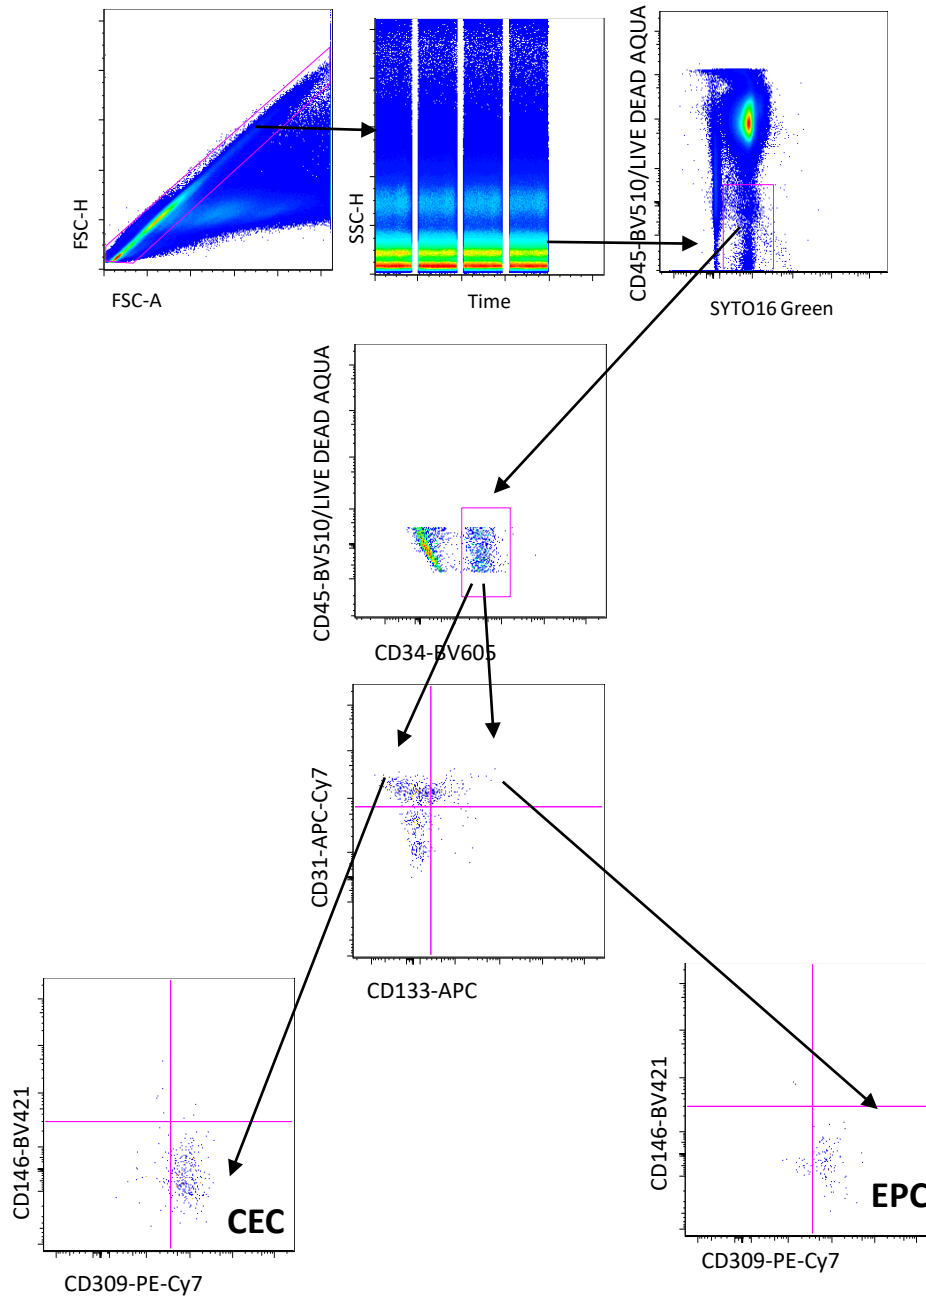 FSC-H
FSC-A
SSC-H
Time
CD45-BV510/LIVE DEAD AQUA
SYTO16 Green
CD45-BV510/LIVE DEAD AQUA
CD34-BV605
CD31-APC-Cy7
CD133-APC
CD146-BV421
CEC
CD309-PE-Cy7
CD146-BV421
EPC
CD309-PE-Cy7